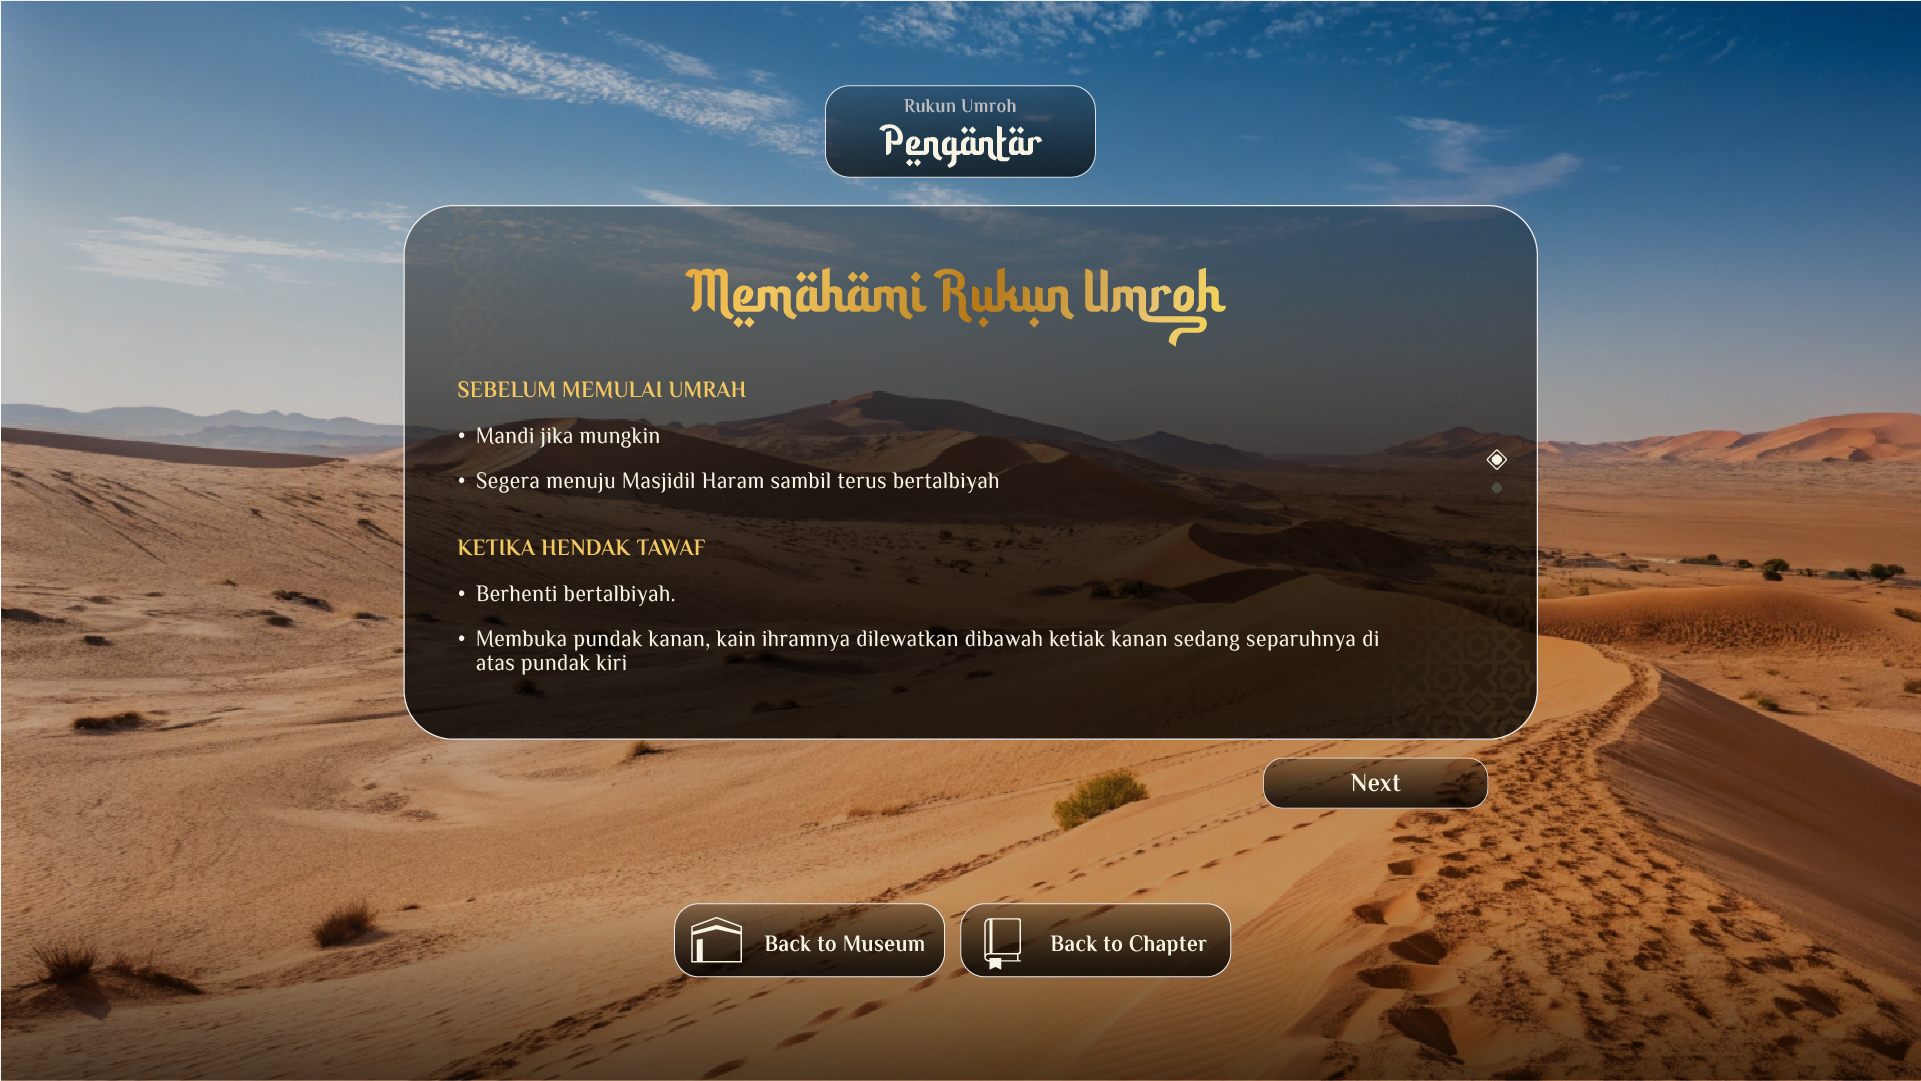 Rukun Umroh
Pengantar
Memahami Rukun Umroh
SEBELUM MEMULAI UMRAH
• Mandi jika mungkin
• Segera menuju Masjidil Haram sambil terus bertalbiyah
KETIKA HENDAK TAWAF
• Berhenti bertalbiyah.
• Membuka pundak kanan, kain ihramnya dilewatkan dibawah ketiak kanan sedang separuhnya di
atas pundak kiri
Next
Back to Museum
Back to Chapter